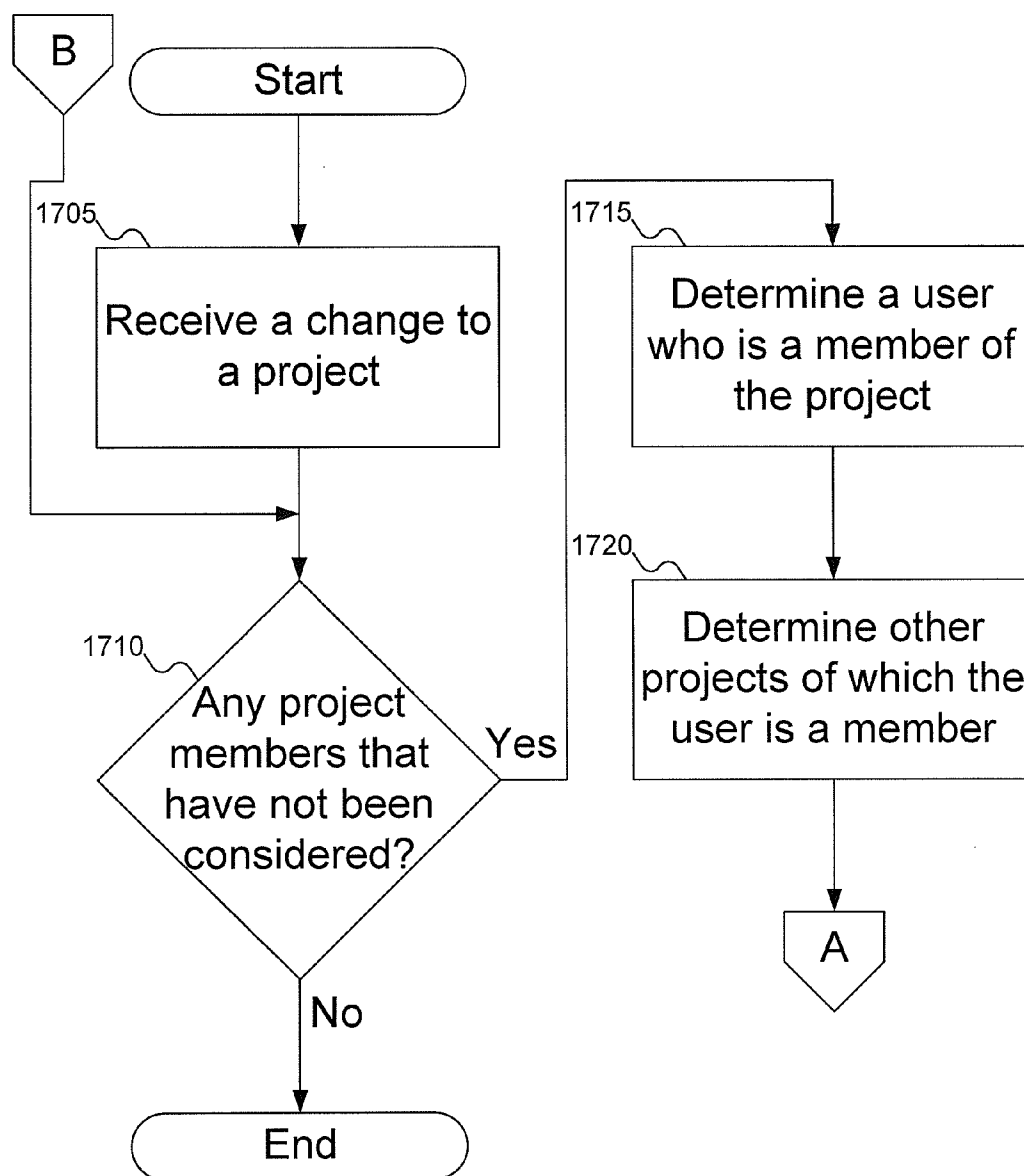 B
Start
1705
Receive a change to
a project
1710
Any project
members that
have not been
considered?
Yes
No
End
1715
Determine a user
who is a member of
the project
1720
Determine other
projects of which the
user is a member
A